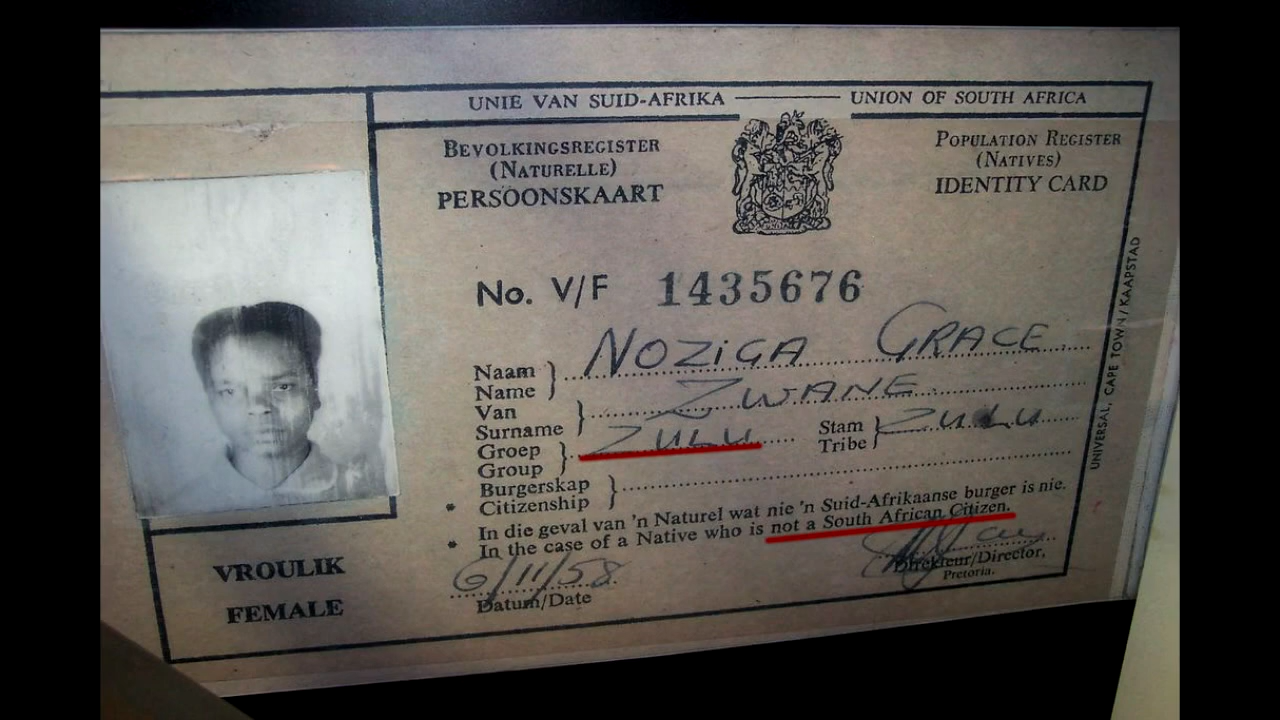 UNIE VAN SUID-AFRIKA UNION OF SOUTH AFRICA
BEVOLKINGSREGISTER
(NATURELLE)
PERSOONSKAART
POPULATION REGISTER
(NATIVES)
IDENTITY CARD
No. V/F 1435676
Naam
Name } NOZIGA GRACE
Van
Surname } ZWANE
Groep
Group } ZULU
Stam
Tribe } ZULU
* Burgerskap
Citizenship }
* In die geval van 'n Naturel wat nie 'n Suid-Afrikaanse burger is nie.
In the case of a Native who is not a South African Citizen.
6/11/58
Datum/Date
Direkteur/Director,
Pretoria.
VROULIK
FEMALE
UNIVERSAL, CAPE TOWN/KAAPSTAD